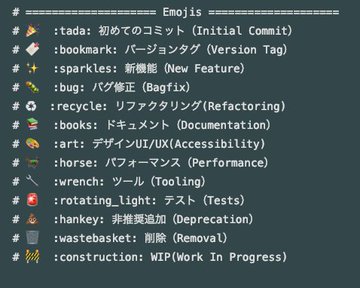 # ==================== Emojis ====================
# 🎉 :tada: 初めてのコミット（Initial Commit）
# 🔖 :bookmark: バージョンタグ（Version Tag）
# ✨ :sparkles: 新機能（New Feature）
# 🐛 :bug: バグ修正（Bagfix）
# ♻️ :recycle: リファクタリング(Refactoring)
# 📚 :books: ドキュメント（Documentation）
# 🎨 :art: デザインUI/UX(Accessibility)
# 🐎 :horse: パフォーマンス（Performance）
# 🔧 :wrench: ツール（Tooling）
# 🚨 :rotating_light: テスト（Tests）
# 💩 :hankey: 非推奨追加（Deprecation）
# 🗑️ :wastebasket: 削除（Removal）
# 🚧 :construction: WIP(Work In Progress)